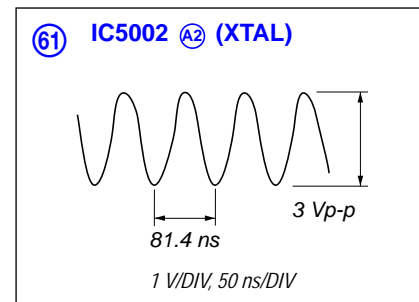 61 IC5002 A2 (XTAL)
3 Vp-p
81.4 ns
1 V/DIV, 50 ns/DIV